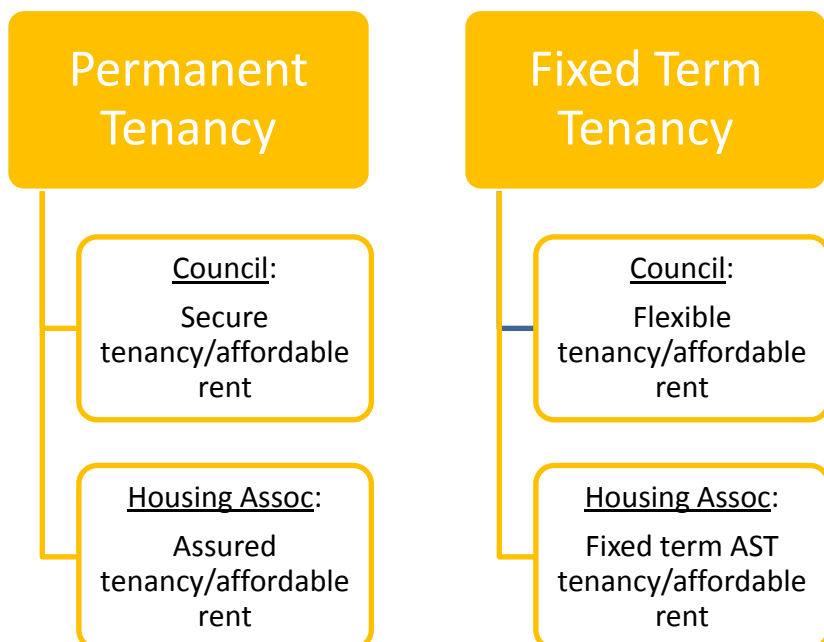 Permanent
Tenancy
Council:
Secure
tenancy/affordable
rent
Housing Assoc:
Assured
tenancy/affordable
rent
Fixed Term
Tenancy
Council:
Flexible
tenancy/affordable
rent
Housing Assoc:
Fixed term AST
tenancy/affordable
rent